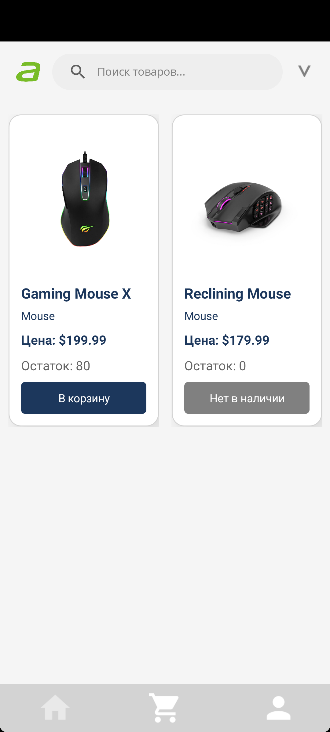 a
Поиск товаров...
V
Gaming Mouse X
Mouse
Цена: $199.99
Остаток: 80
В корзину
Reclining Mouse
Mouse
Цена: $179.99
Остаток: 0
Нет в наличии